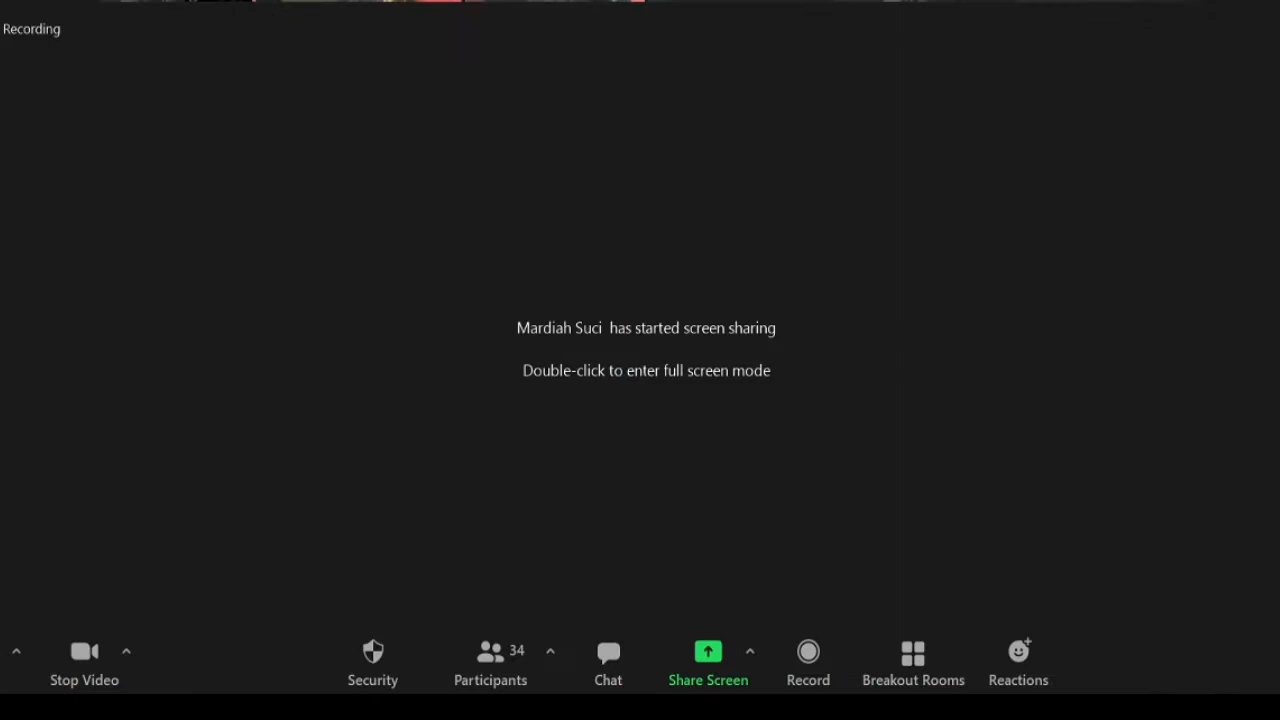 Recording
Mardiah Suci  has started screen sharing
Double-click to enter full screen mode
34
Stop Video
Security
Participants
Chat
Share Screen
Record
Breakout Rooms
Reactions